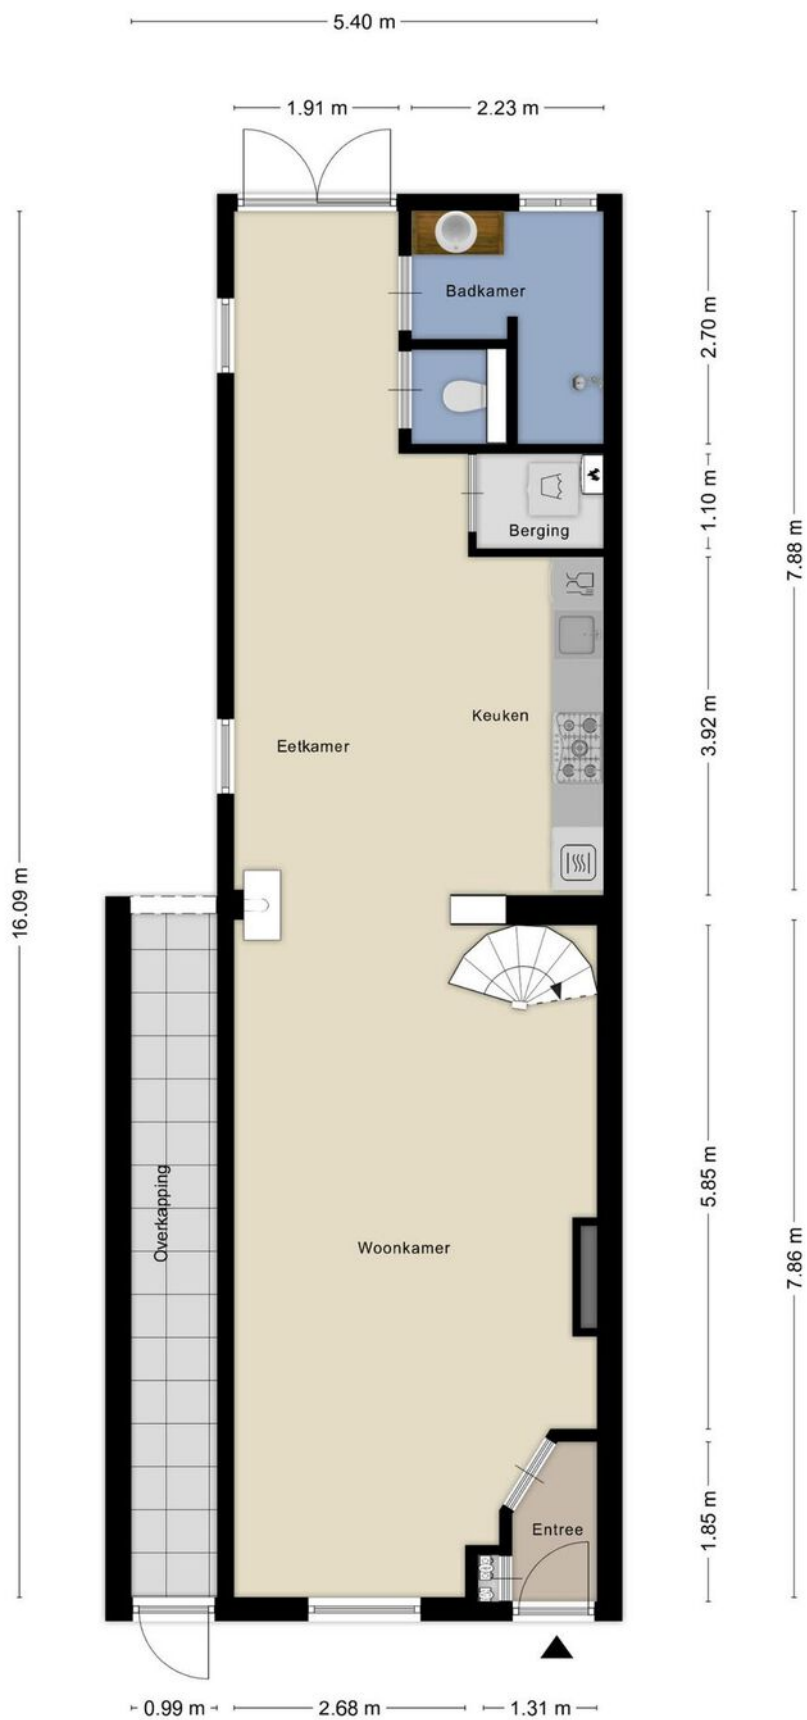 5.40 m
1.91 m
2.23 m
Badkamer
2.70 m
1.10 m
Berging
7.88 m
Keuken
3.92 m
Eetkamer
16.09 m
Overkapping
5.85 m
Woonkamer
7.86 m
Entree
1.85 m
0.99 m
2.68 m
1.31 m